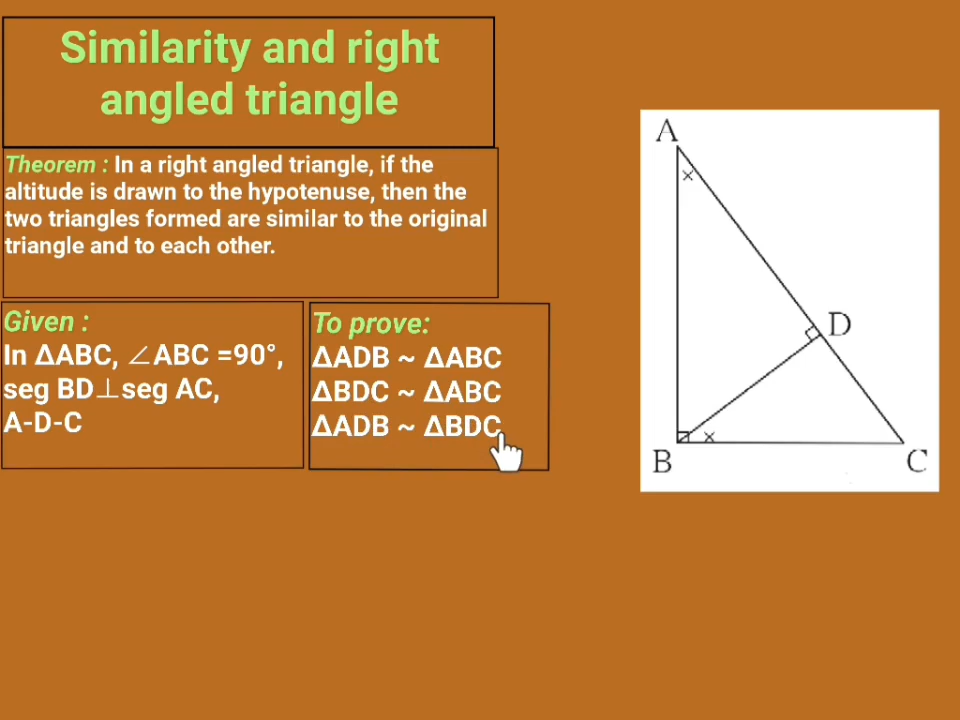 Similarity and right
angled triangle
Theorem : In a right angled triangle, if the
altitude is drawn to the hypotenuse, then the
two triangles formed are similar to the original
triangle and to each other.
Given :
In ΔABC, ∠ABC =90°,
seg BD⊥seg AC,
A-D-C
To prove:
ΔADB ~ ΔABC
ΔBDC ~ ΔABC
ΔADB ~ ΔBDC
A
×
D
×
B
C